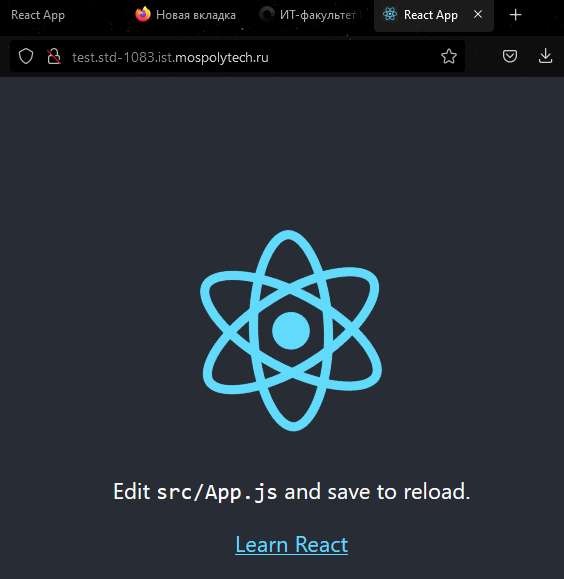 React App
Новая вкладка
ИТ-факультет
React App
test.std-1083.ist.mospolytech.ru
Edit src/App.js and save to reload.
Learn React